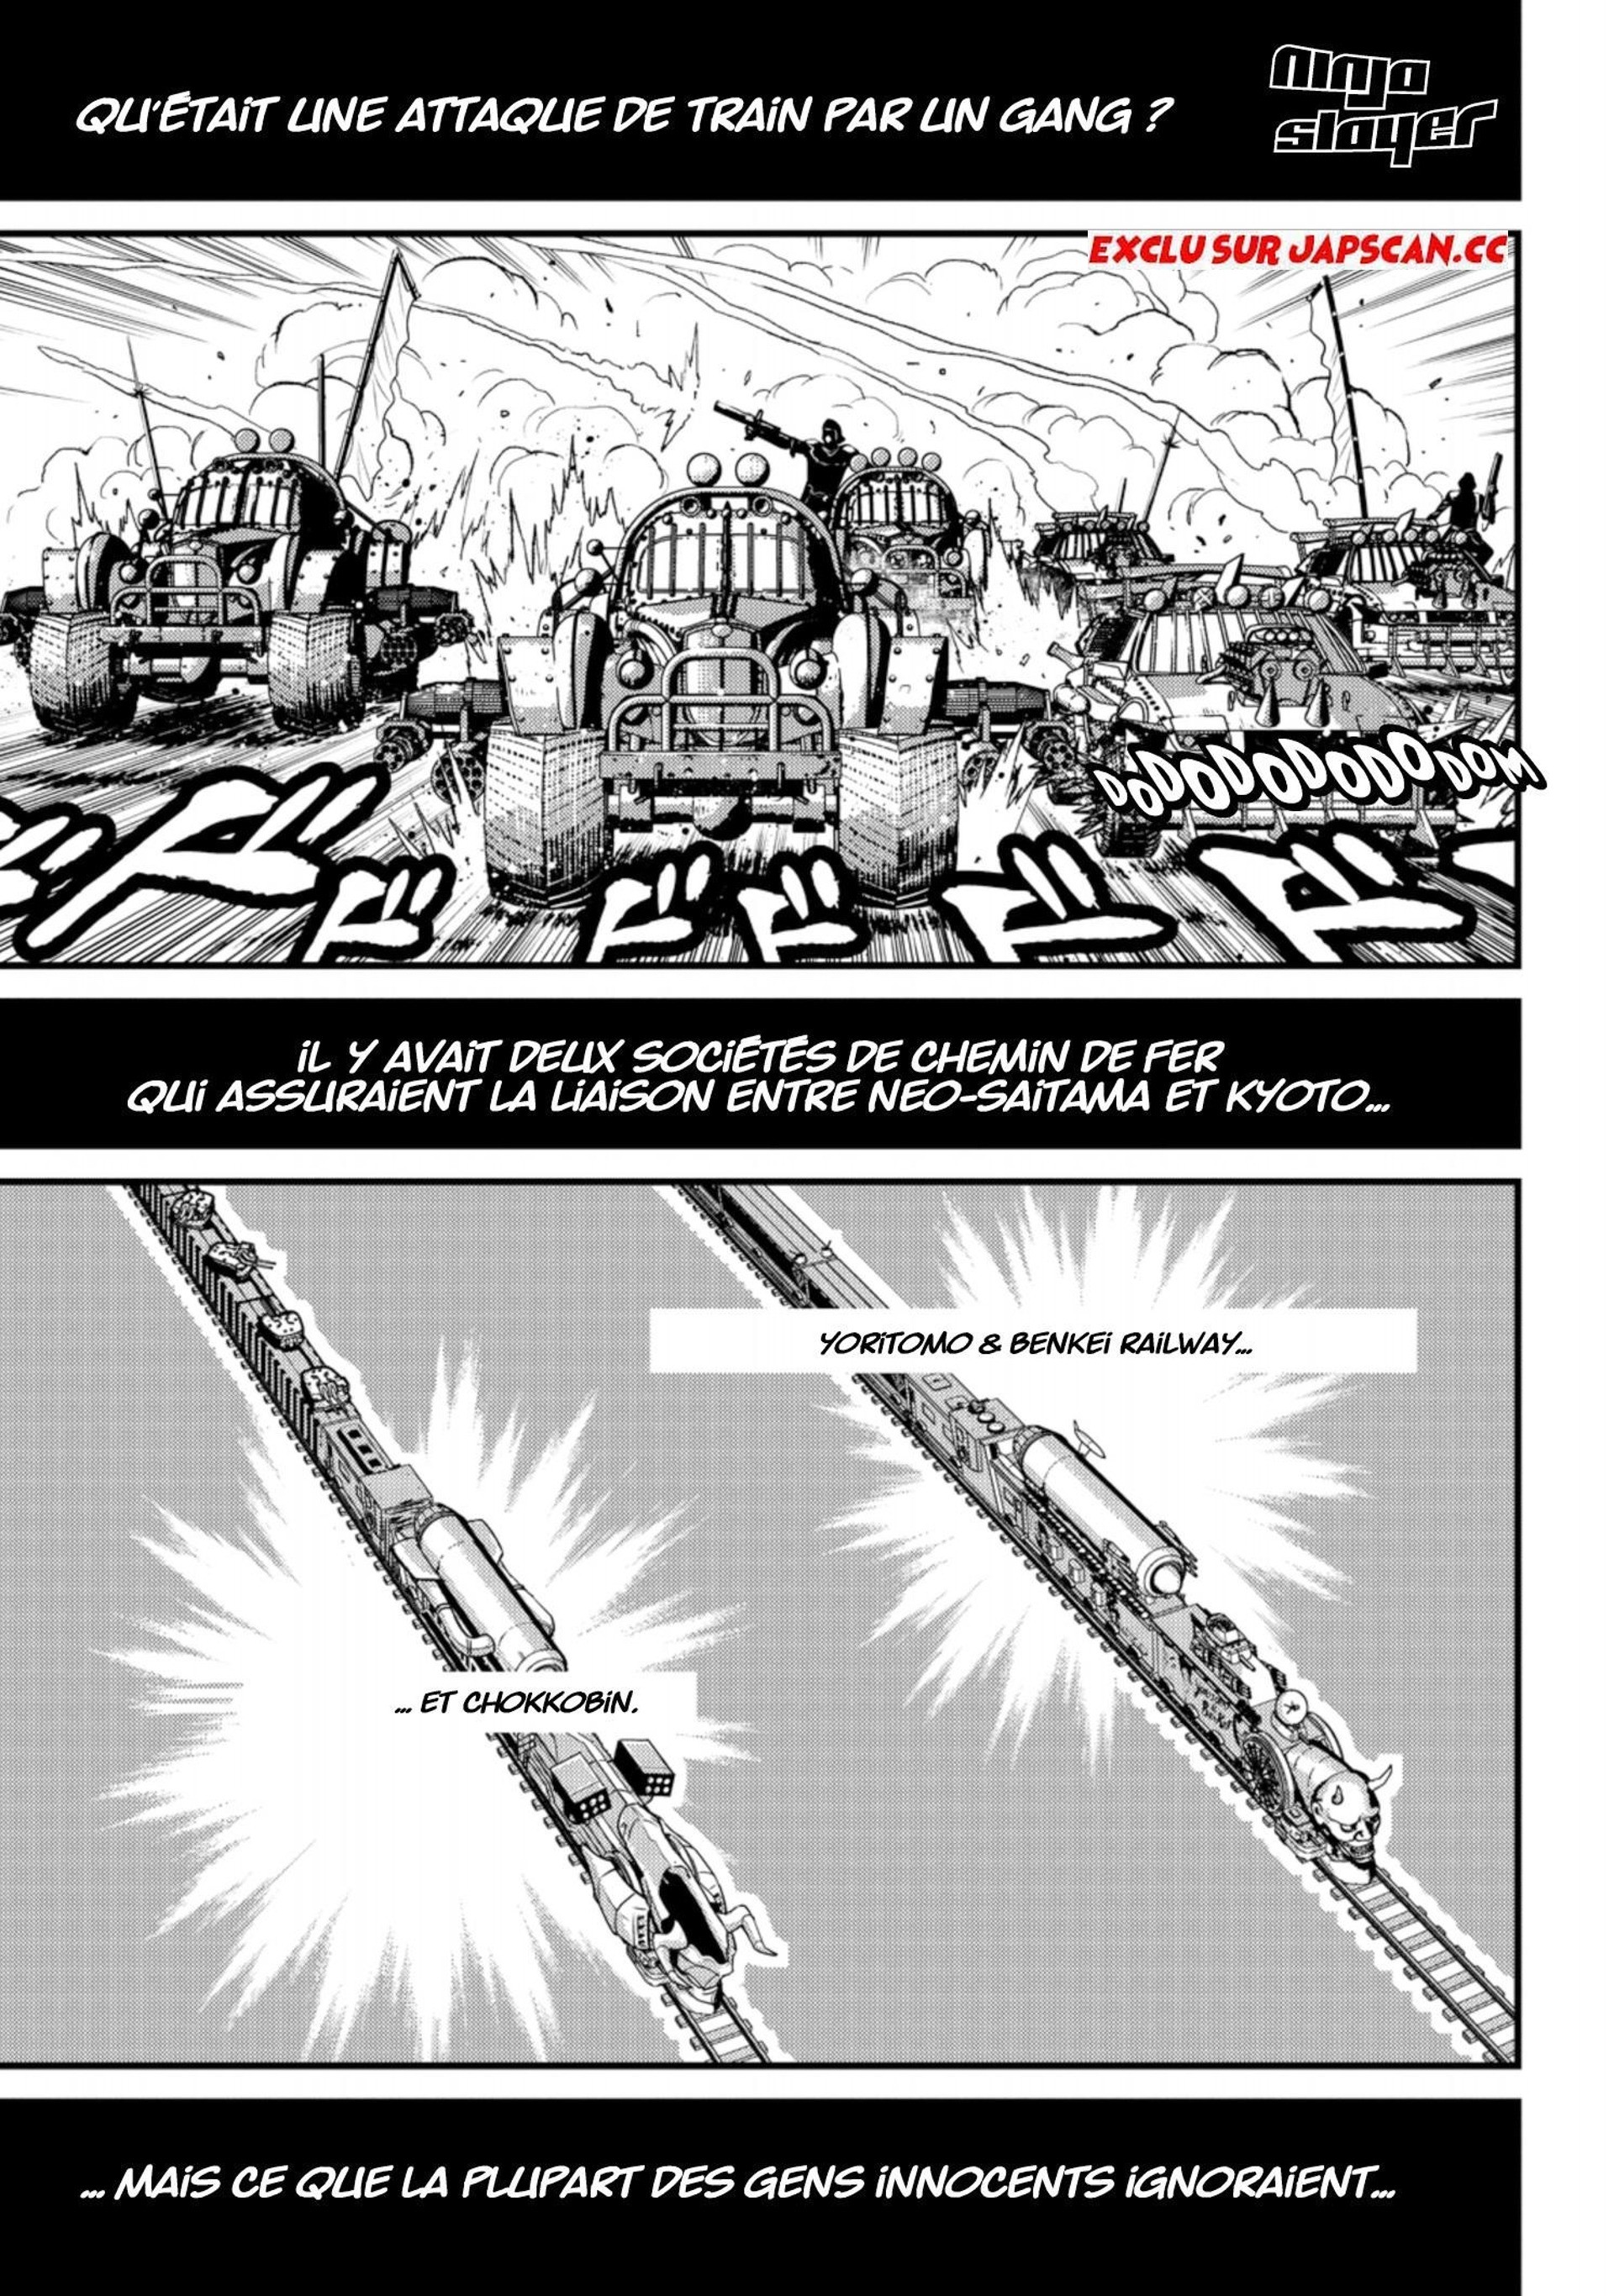 QU'ÉTAIT UNE ATTAQUE DE TRAIN PAR UN GANG ?
Ninja
slayer
EXCLU SUR JAPSCAN.CC
DODODODODODODOM
ドドドドドドド
IL Y AVAIT DEUX SOCIÉTÉS DE CHEMIN DE FER
QUI ASSURAIENT LA LIAISON ENTRE NEO-SAITAMA ET KYOTO...
YORITOMO & BENKEI RAILWAY...
... ET CHOKKOBIN.
... MAIS CE QUE LA PLUPART DES GENS INNOCENTS IGNORAIENT...